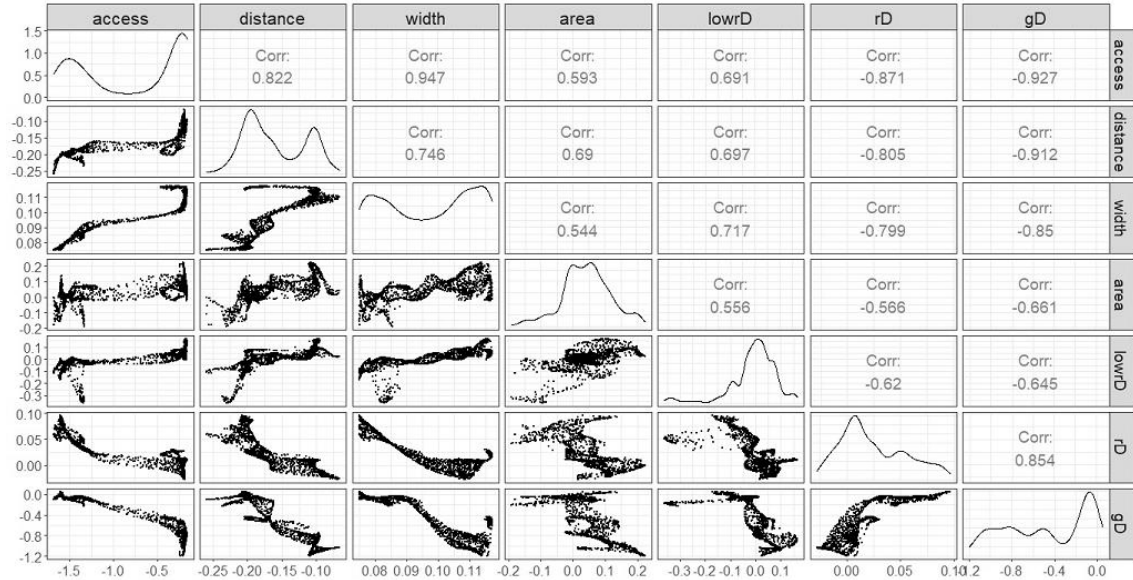 access distance width area lowrD rD gD
1.5
1.0
0.5
0.0
Corr:
0.822
Corr:
0.947
Corr:
0.593
Corr:
0.691
Corr:
-0.871
Corr:
-0.927
access
-0.10
-0.15
-0.20
-0.25
Corr:
0.746
Corr:
0.69
Corr:
0.697
Corr:
-0.805
Corr:
-0.912
distance
0.11
0.10
0.09
0.08
Corr:
0.544
Corr:
0.717
Corr:
-0.799
Corr:
-0.85
width
0.2
0.1
0.0
-0.1
-0.2
Corr:
0.556
Corr:
-0.566
Corr:
-0.661
area
0.1
0.0
-0.1
-0.2
-0.3
Corr:
-0.62
Corr:
-0.645
lowrD
0.10
0.05
0.00
Corr:
0.854
rD
0.0
-0.4
-0.8
-1.2
gD
-1.5 -1.0 -0.5 -0.25 -0.20 -0.15 -0.10 0.08 0.09 0.10 0.11 -0.2 -0.1 0.0 0.1 0.2 -0.3 -0.2 -0.1 0.0 0.1 0.00 0.05 -0.8 -0.4 0.0